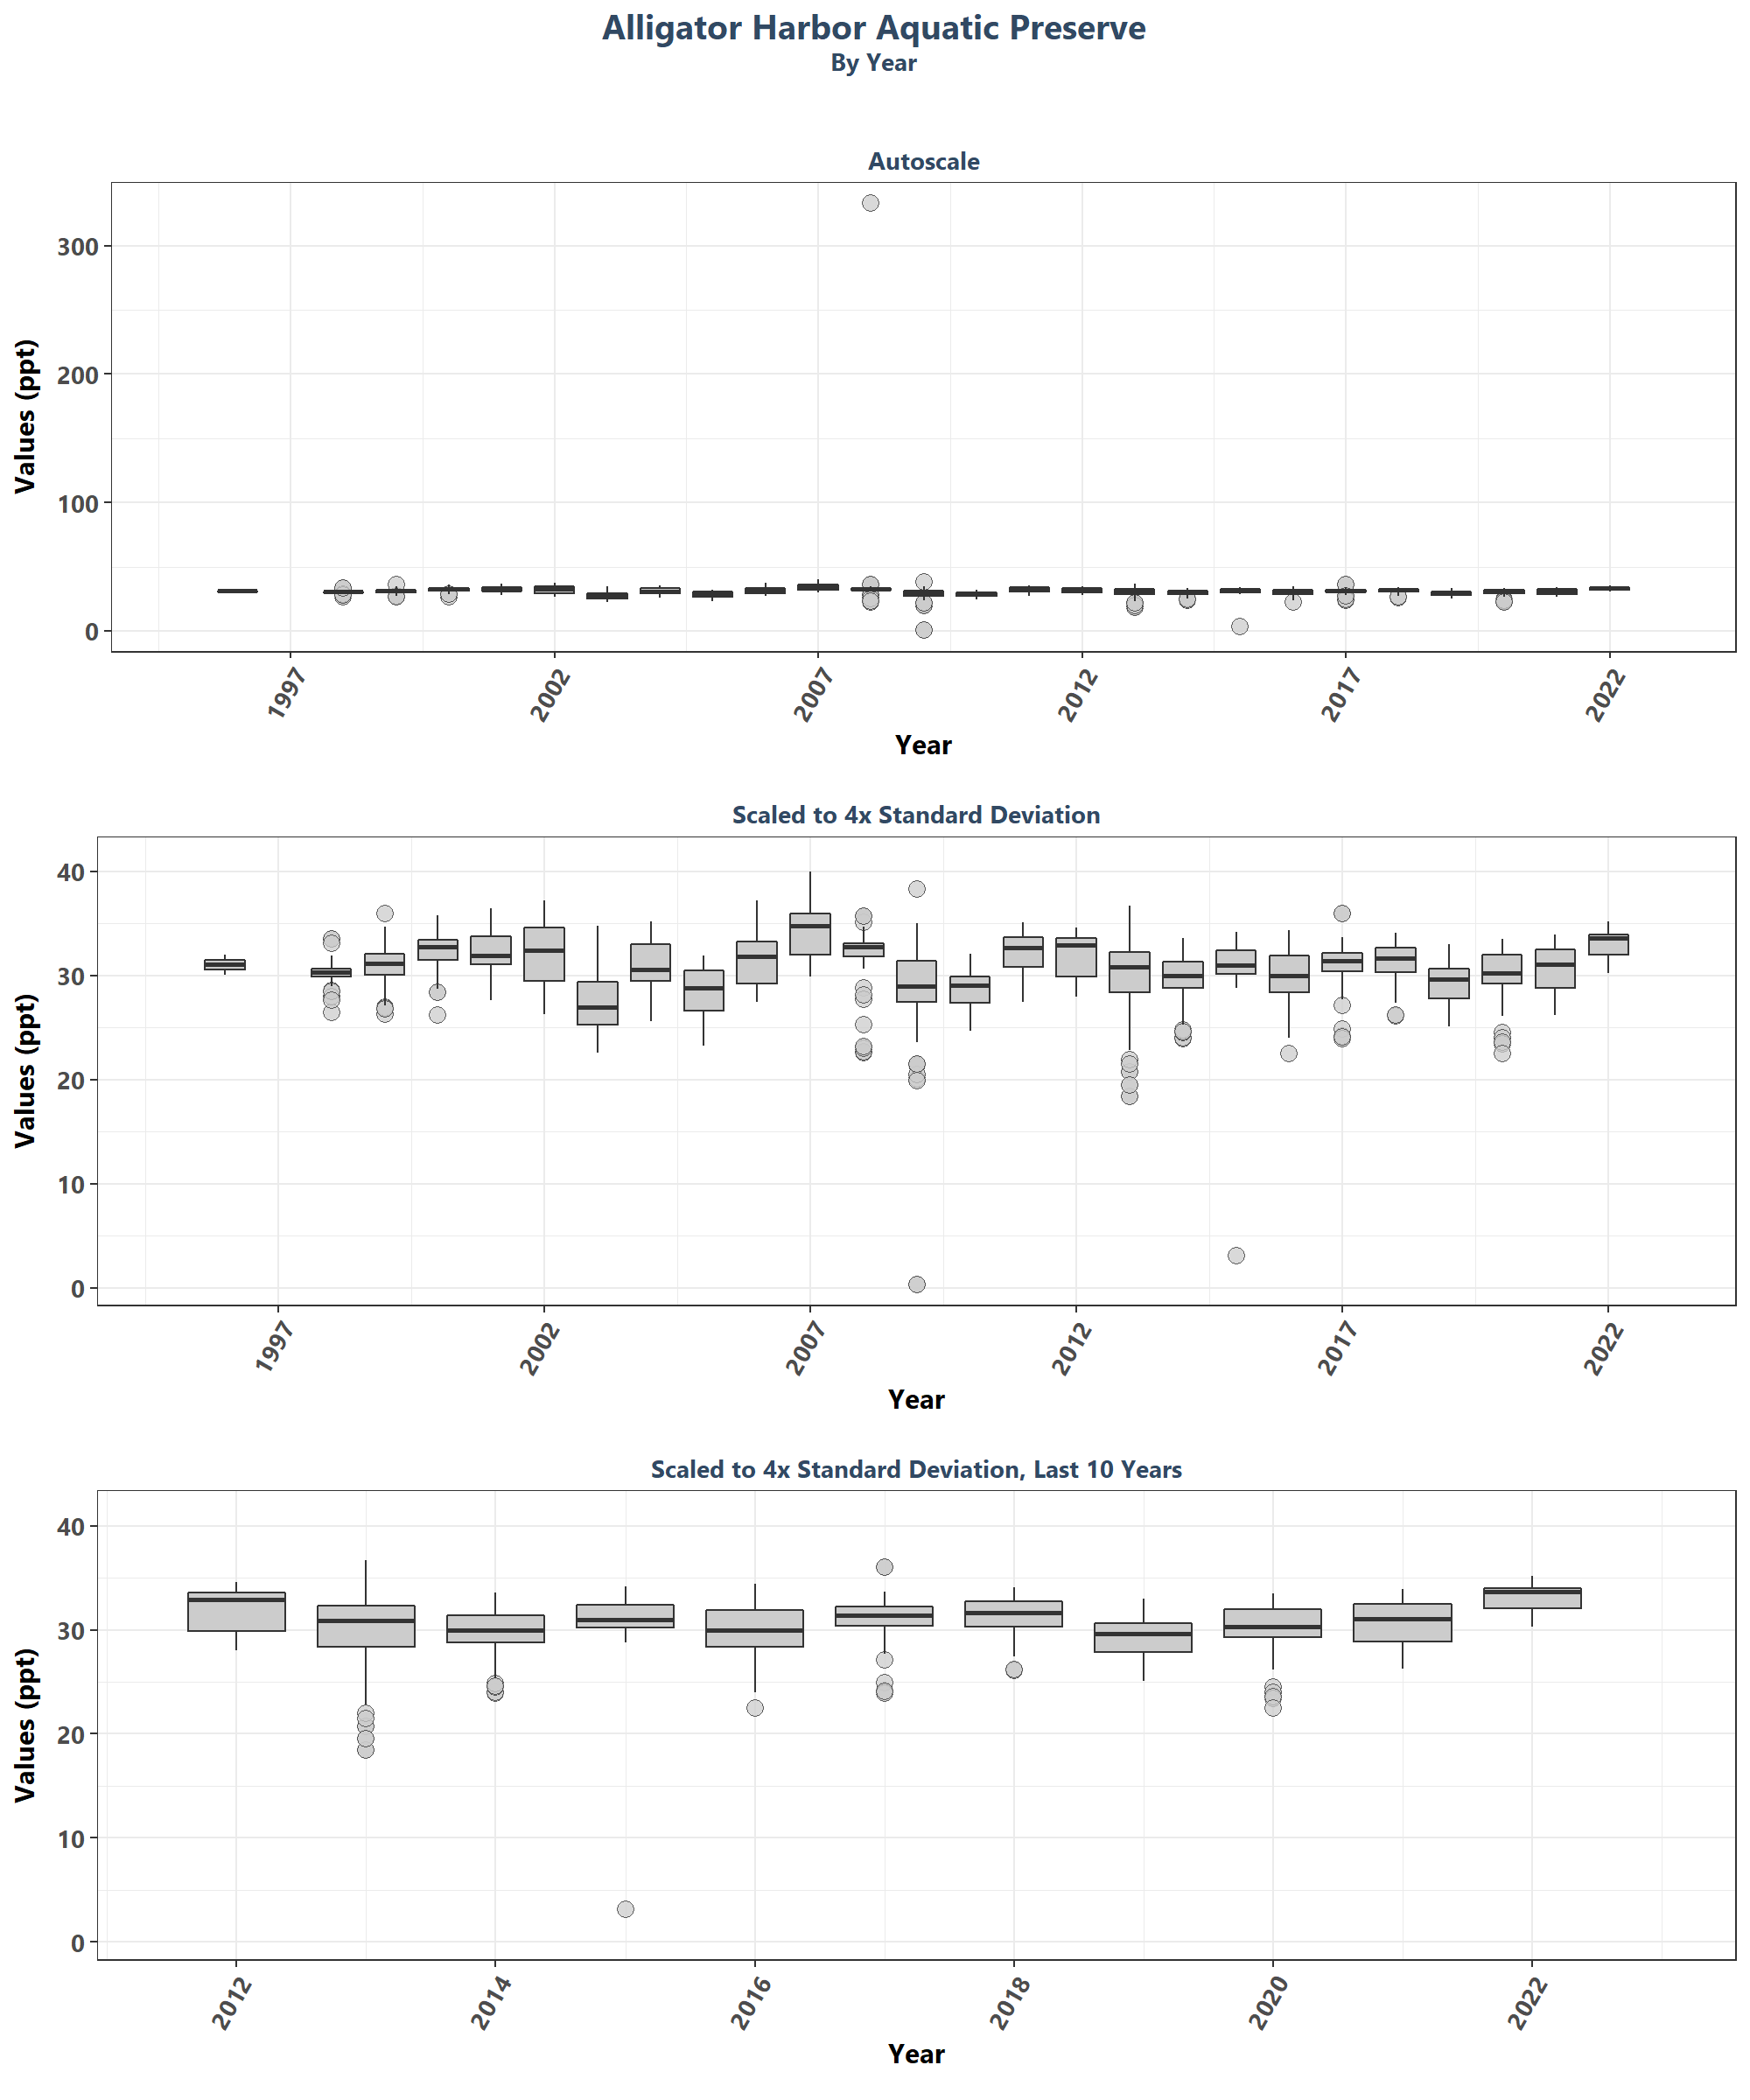 Alligator Harbor Aquatic Preserve
By Year
Autoscale
Values (ppt)
300
200
100
0
1997
2002
2007
2012
2017
2022
Year
Scaled to 4x Standard Deviation
Values (ppt)
40
30
20
10
0
1997
2002
2007
2012
2017
2022
Year
Scaled to 4x Standard Deviation, Last 10 Years
Values (ppt)
40
30
20
10
0
2012
2014
2016
2018
2020
2022
Year